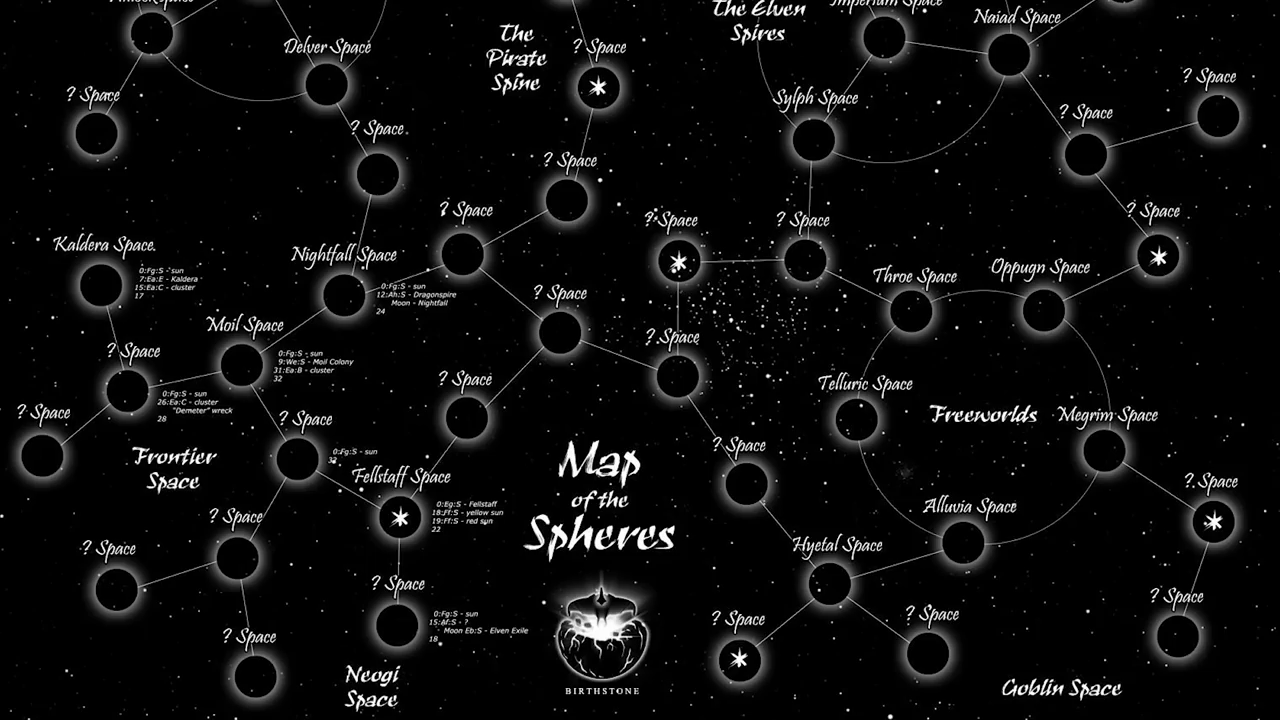 Delver Space
The
Pirate
Spine
? Space
The Elven
Spires
Imperium Space
Naiad Space
? Space
? Space
? Space
Sylph Space
? Space
? Space
? Space
? Space
? Space
? Space
Kaldera Space
0:Fg:S - sun
7:Ea:E - Kaldera
15:Ea:C - cluster
17
Nightfall Space
0:Fg:S - sun
12:Ah:S - Dragonspire
Moon - Nightfall
24
? Space
Throe Space
Oppugn Space
Moil Space
0:Fg:S - sun
9:We:S - Moil Colony
31:Ea:B - cluster
32
? Space
? Space
0:Fg:S - sun
26:Ea:C - cluster
"Demeter" wreck
28
? Space
Telluric Space
Freeworlds
Megrim Space
? Space
? Space
0:Fg:S - sun
Frontier
Space
Map
of the
Spheres
? Space
Fellstaff Space
0:Eg:S - Fellstaff
18:Ff:S - yellow sun
19:Ff:S - red sun
22
? Space
? Space
Alluvia Space
Hyetal Space
? Space
? Space
0:Fg:S - sun
15:Af:S - ?
Moon Eb:S - Elven Exile
18
? Space
? Space
? Space
? Space
Neogi
Space
BIRTHSTONE
Goblin Space